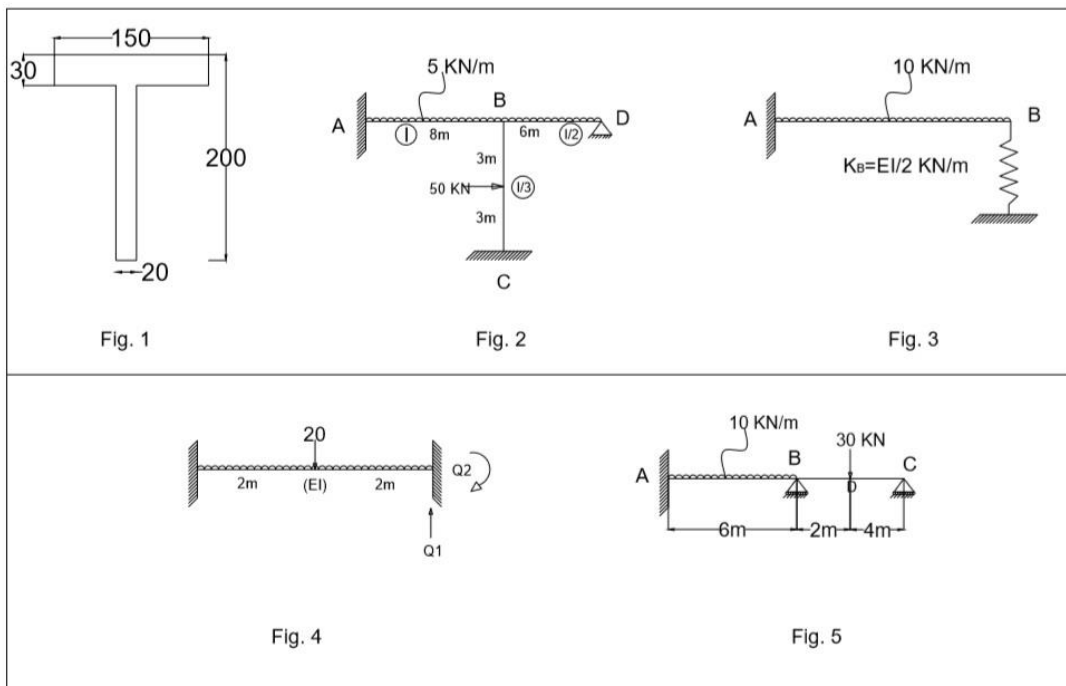 150
30
200
20
Fig. 1
5 KN/m
A
B
D
I
8m
6m
I/2
3m
50 KN
I/3
3m
C
Fig. 2
10 KN/m
A
B
KB=EI/2 KN/m
Fig. 3
20
2m
(EI)
2m
Q2
Q1
Fig. 4
10 KN/m
30 KN
A
B
C
D
6m
2m
4m
Fig. 5